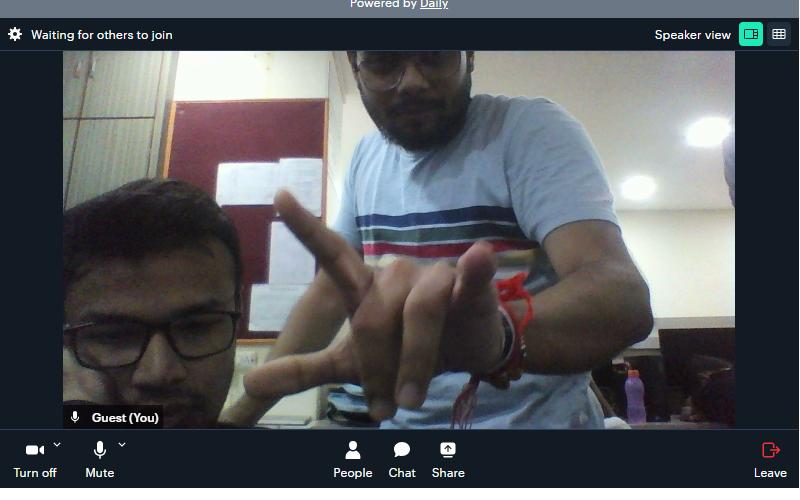 Powered by Daily
Waiting for others to join
Speaker view
Guest (You)
Turn off
Mute
People
Chat
Share
Leave